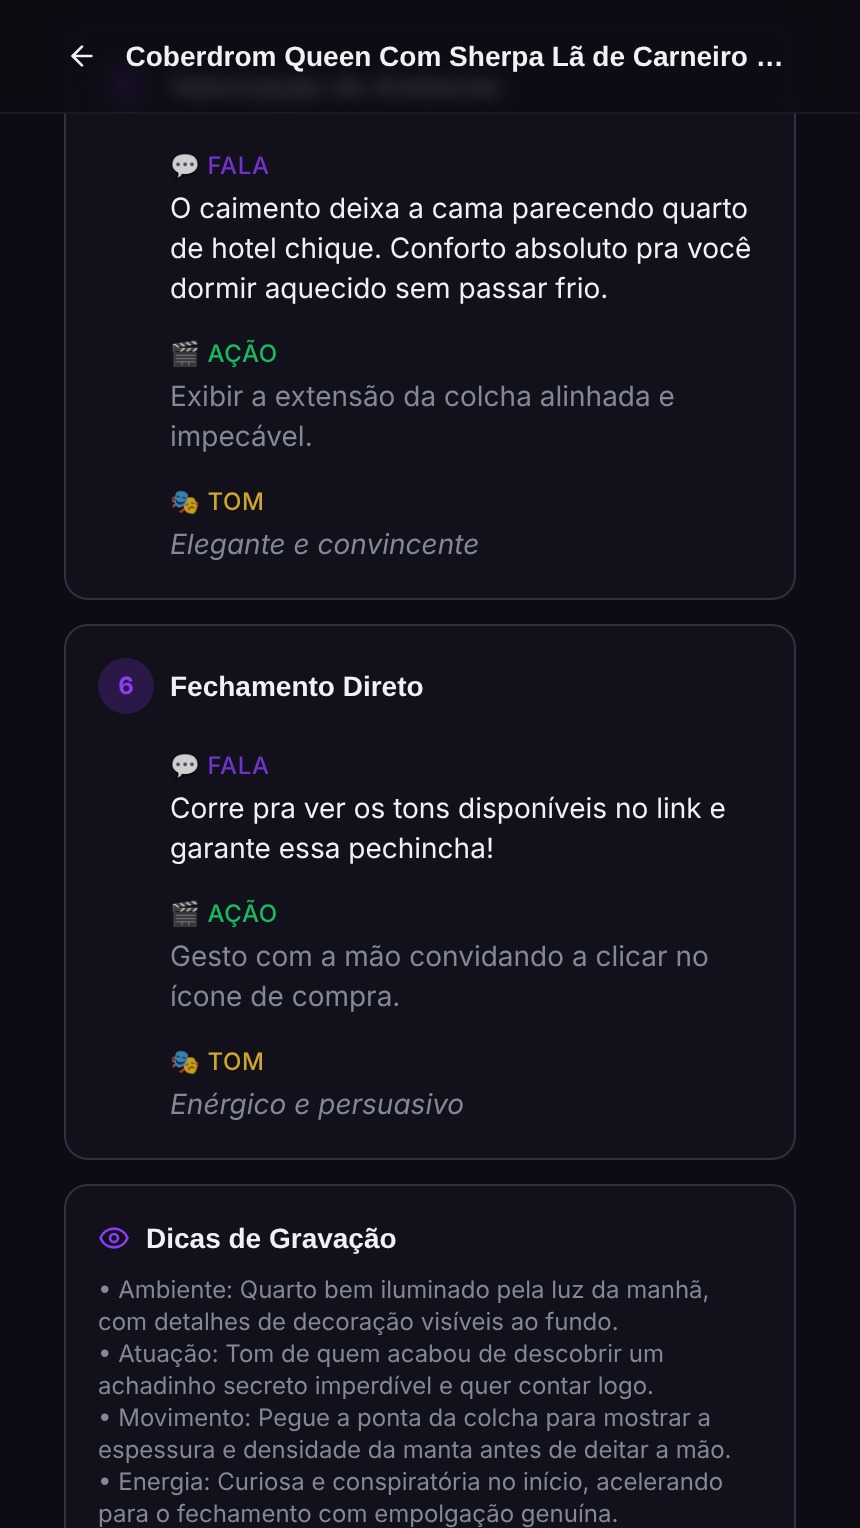 Coberdrom Queen Com Sherpa Lã de Carneiro ...
FALA
O caimento deixa a cama parecendo quarto
de hotel chique. Conforto absoluto pra você
dormir aquecido sem passar frio.
AÇÃO
Exibir a extensão da colcha alinhada e
impecável.
TOM
Elegante e convincente
6
Fechamento Direto
FALA
Corre pra ver os tons disponíveis no link e
garante essa pechincha!
AÇÃO
Gesto com a mão convidando a clicar no
ícone de compra.
TOM
Enérgico e persuasivo
Dicas de Gravação
• Ambiente: Quarto bem iluminado pela luz da manhã,
com detalhes de decoração visíveis ao fundo.
• Atuação: Tom de quem acabou de descobrir um
achadinho secreto imperdível e quer contar logo.
• Movimento: Pegue a ponta da colcha para mostrar a
espessura e densidade da manta antes de deitar a mão.
• Energia: Curiosa e conspiratória no início, acelerando
para o fechamento com empolgação genuína.